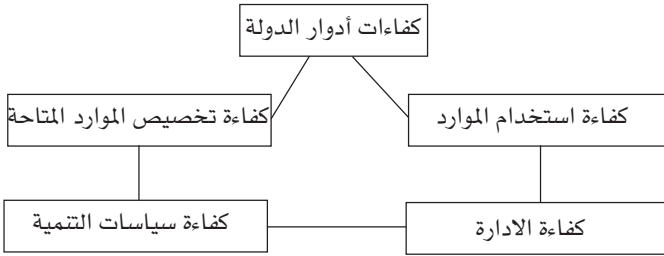 كفاءات أدوار الدولة
كفاءة استخدام الموارد
كفاءة تخصيص الموارد المتاحة
كفاءة الادارة
كفاءة سياسات التنمية